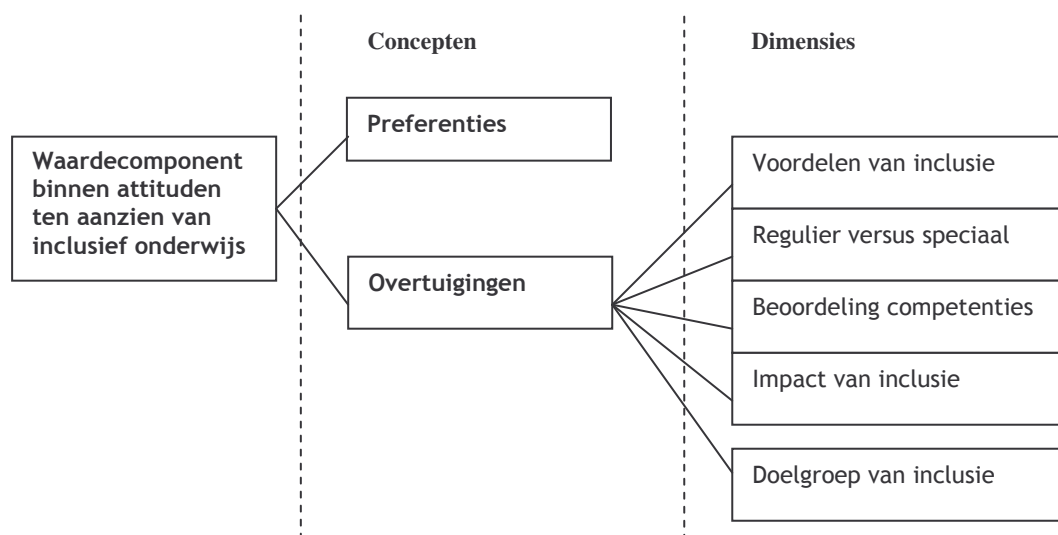 Concepten
Dimensies
Preferenties
Waardecomponent
binnen attituden
ten aanzien van
inclusief onderwijs
Overtuigingen
Voordelen van inclusie
Regulier versus speciaal
Beoordeling competenties
Impact van inclusie
Doelgroep van inclusie